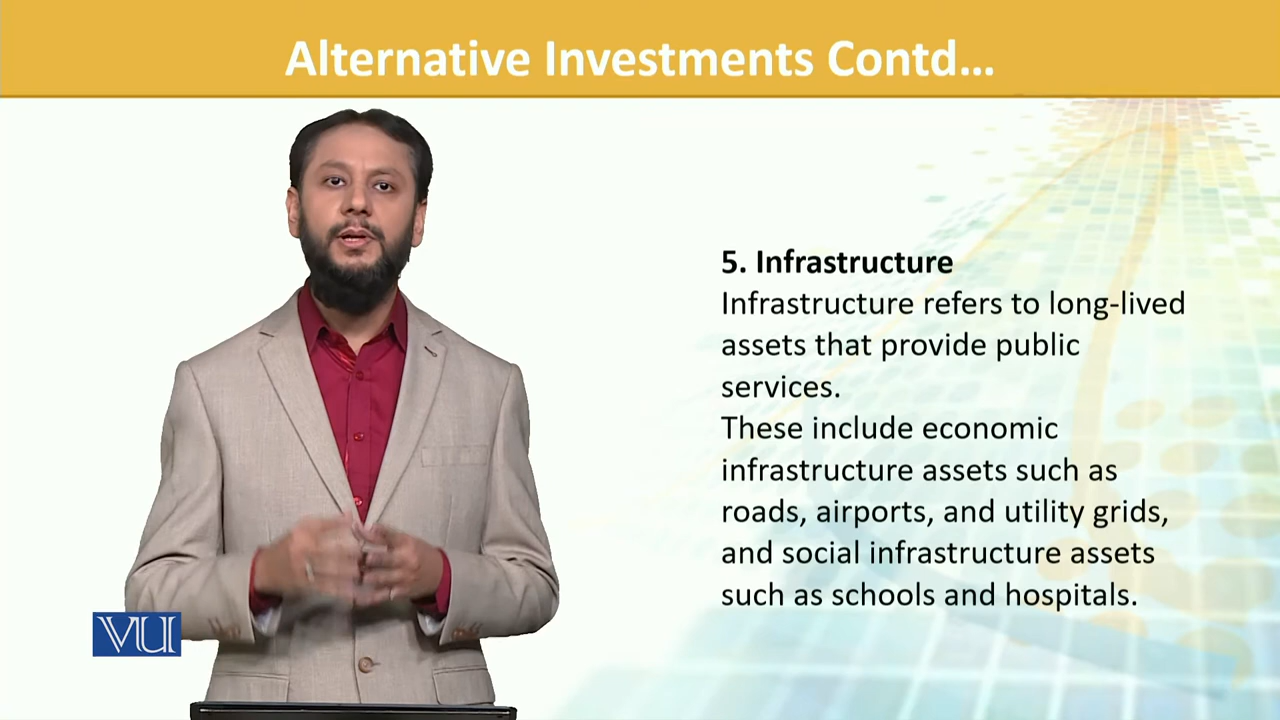 Alternative Investments Contd...
5. Infrastructure
Infrastructure refers to long-lived
assets that provide public
services.
These include economic
infrastructure assets such as
roads, airports, and utility grids,
and social infrastructure assets
such as schools and hospitals.
VU